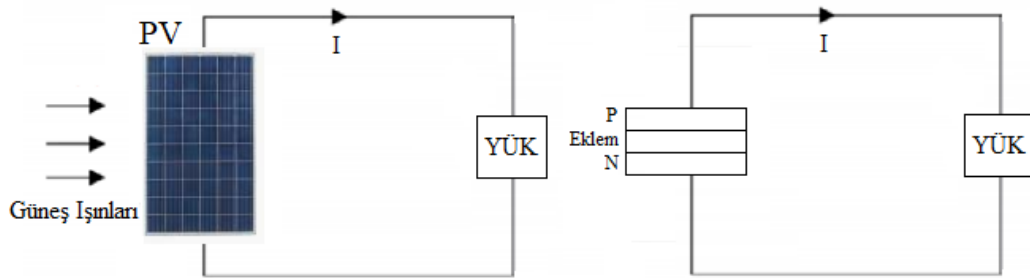 PV
I
YÜK
Güneş Işınları
I
P
Eklem
N
YÜK